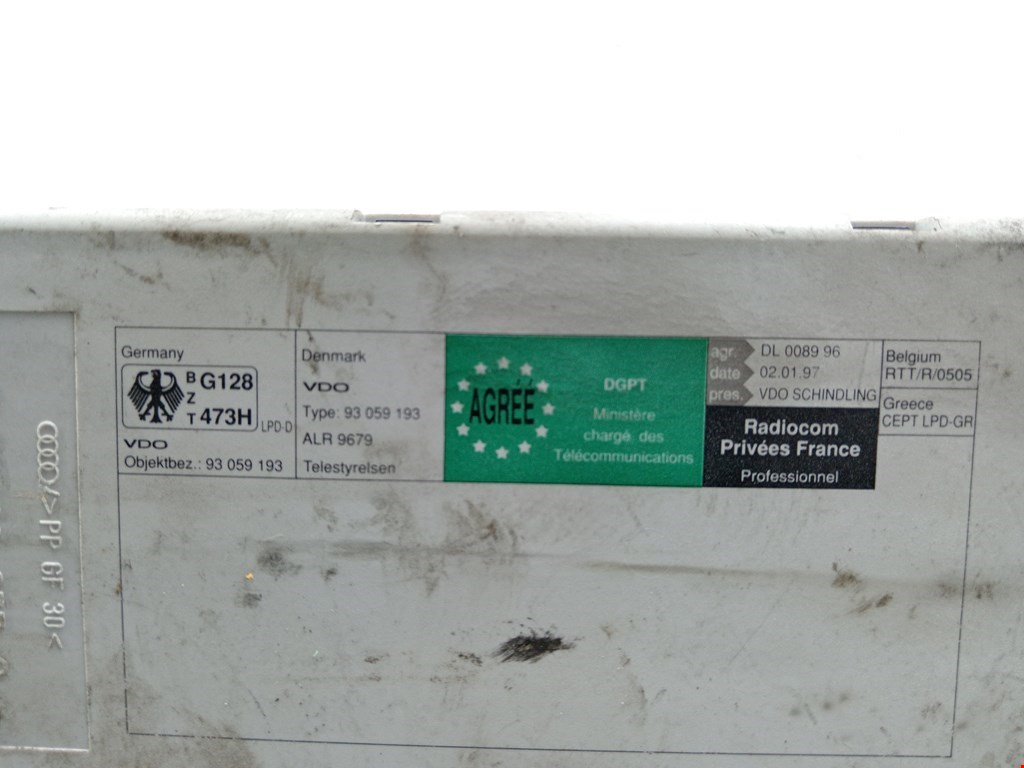 Germany
BZT G128
473H
LPD-D
VDO
Objektbez.: 93 059 193
Denmark
VDO
Type: 93 059 193
ALR 9679
Telestyrelsen
AGRÉÉ
DGPT
Ministère
chargé des
Télécommunications
agr. DL 0089 96
date 02.01.97
pres. VDO SCHINDLING
Radiocom
Privées France
Professionnel
Belgium
RTT/R/0505
Greece
CEPT LPD-GR
>PP GF 30<